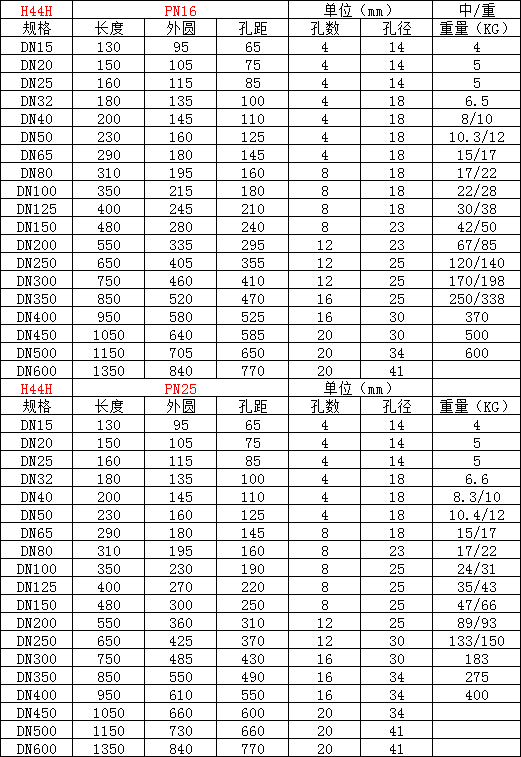 H44H PN16 单位（mm） 中/重
规格 长度 外圆 孔距 孔数 孔径 重量（KG）
DN15 130 95 65 4 14 4
DN20 150 105 75 4 14 5
DN25 160 115 85 4 14 5
DN32 180 135 100 4 18 6.5
DN40 200 145 110 4 18 8/10
DN50 230 160 125 4 18 10.3/12
DN65 290 180 145 4 18 15/17
DN80 310 195 160 8 18 17/22
DN100 350 215 180 8 18 22/28
DN125 400 245 210 8 18 30/38
DN150 480 280 240 8 23 42/50
DN200 550 335 295 12 23 67/85
DN250 650 405 355 12 25 120/140
DN300 750 460 410 12 25 170/198
DN350 850 520 470 16 25 250/338
DN400 950 580 525 16 30 370
DN450 1050 640 585 20 30 500
DN500 1150 705 650 20 34 600
DN600 1350 840 770 20 41
H44H PN25 单位（mm）
规格 长度 外圆 孔距 孔数 孔径 重量（KG）
DN15 130 95 65 4 14 4
DN20 150 105 75 4 14 5
DN25 160 115 85 4 14 5
DN32 180 135 100 4 18 6.6
DN40 200 145 110 4 18 8.3/10
DN50 230 160 125 4 18 10.4/12
DN65 290 180 145 8 18 15/17
DN80 310 195 160 8 23 17/22
DN100 350 230 190 8 25 24/31
DN125 400 270 220 8 25 35/43
DN150 480 300 250 8 25 47/66
DN200 550 360 310 12 25 89/93
DN250 650 425 370 12 30 133/150
DN300 750 485 430 16 30 183
DN350 850 550 490 16 34 275
DN400 950 610 550 16 34 400
DN450 1050 660 600 20 34
DN500 1150 730 660 20 41
DN600 1350 840 770 20 41